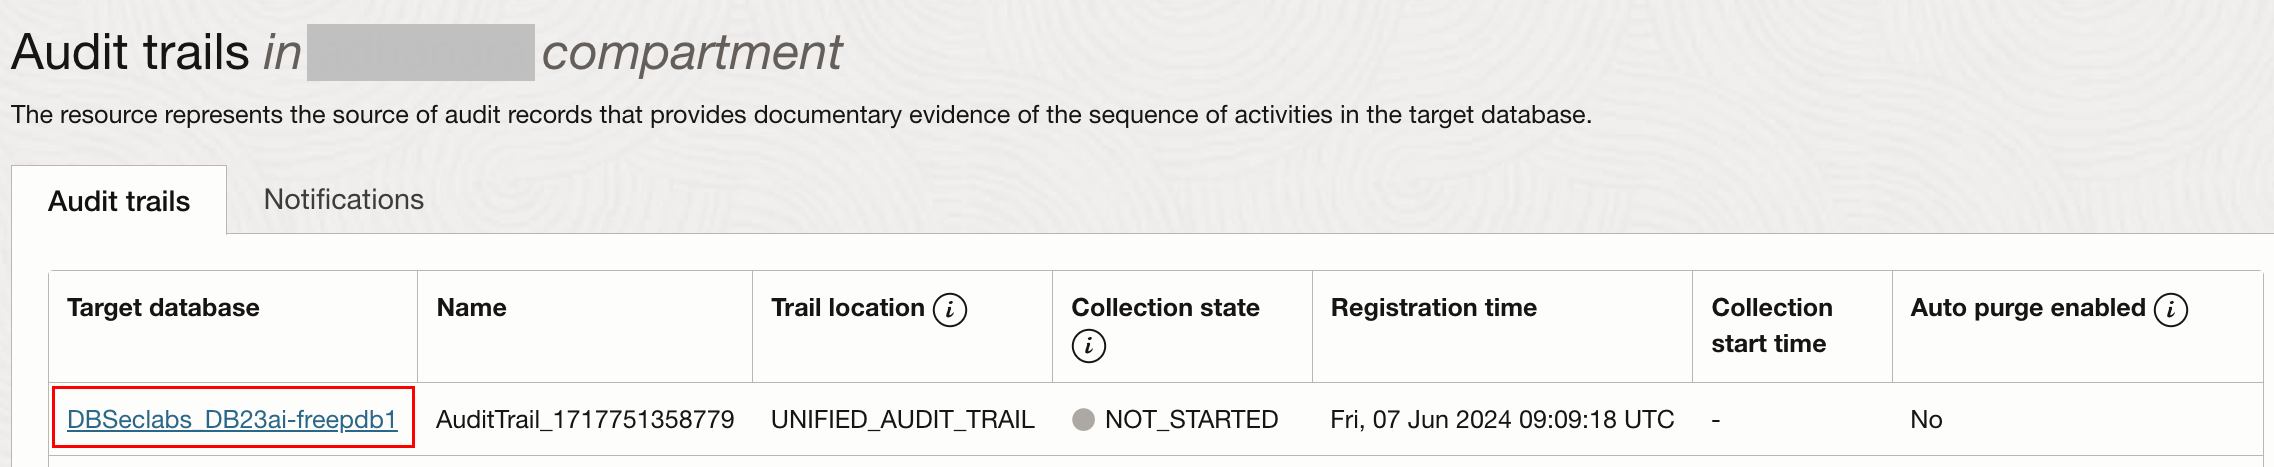 Audit trails in compartment
The resource represents the source of audit records that provides documentary evidence of the sequence of activities in the target database.
Audit trails
Notifications
Target database
Name
Trail location i
Collection state
i
Registration time
Collection
start time
Auto purge enabled i
DBSeclabs_DB23ai-freepdb1
AuditTrail_1717751358779
UNIFIED_AUDIT_TRAIL
NOT_STARTED
Fri, 07 Jun 2024 09:09:18 UTC
-
No